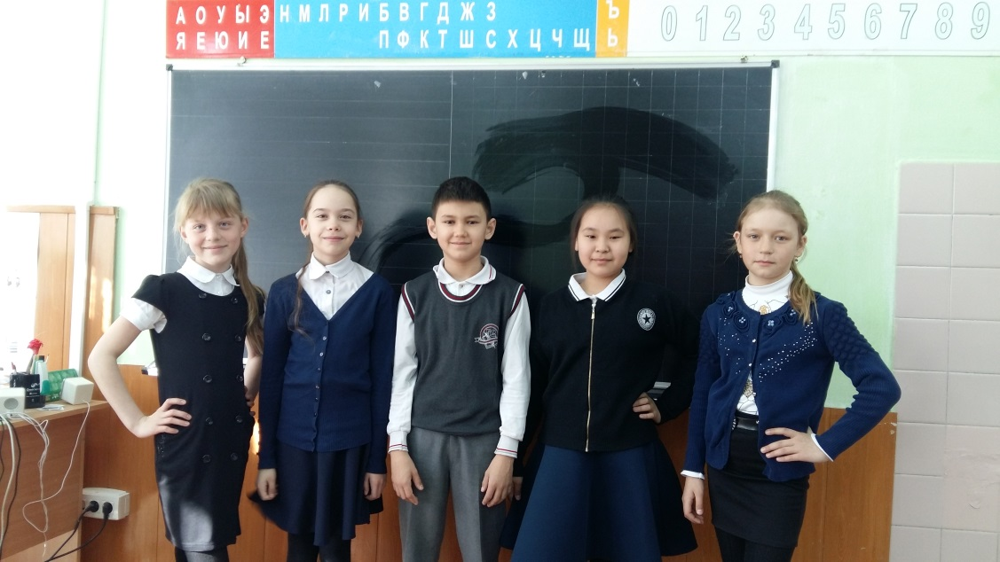 А О У Ы Э
Я Е Ю И Е
Н М Л Р И Б В Г Д Ж З
П Ф К Т Ш С Х Ц Ч Щ
Ъ
Ь
0 1 2 3 4 5 6 7 8 9